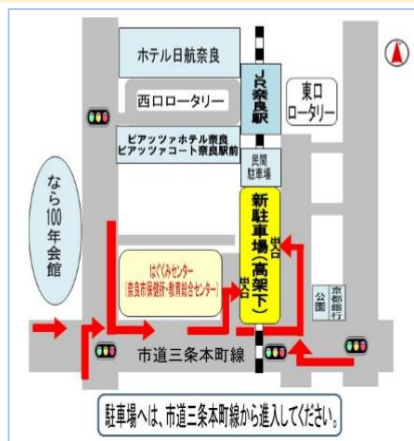 ホテル日航奈良
JR奈良駅
東口
ロータリー
西口ロータリー
ピアッツァホテル奈良
ピアッツァコート奈良駅前
民間
駐車場
なら100年会館
新駐車場(高架下)
出入口
出入口
はぐくみセンター
(奈良市保健所・教育総合センター)
京都銀行
公園
市道三条本町線
駐車場へは、市道三条本町線から進入してください。